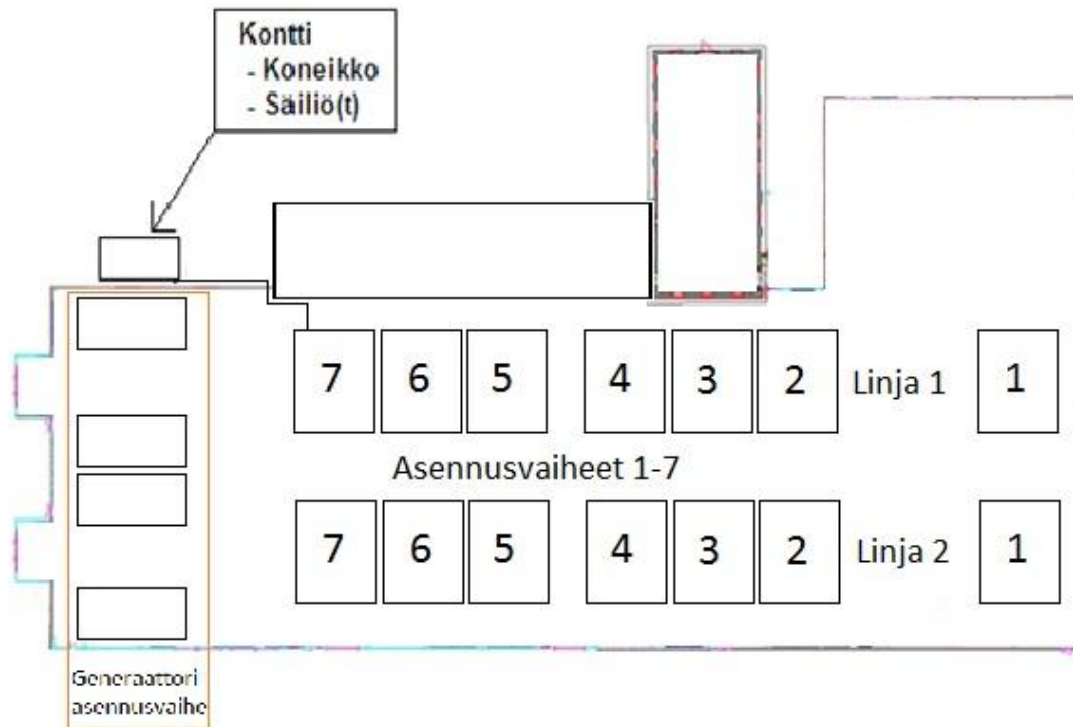 Kontti
- Koneikko
- Säiliö(t)
7 6 5 4 3 2 Linja 1 1
Asennusvaiheet 1-7
7 6 5 4 3 2 Linja 2 1
Generaattori
asennusvaihe